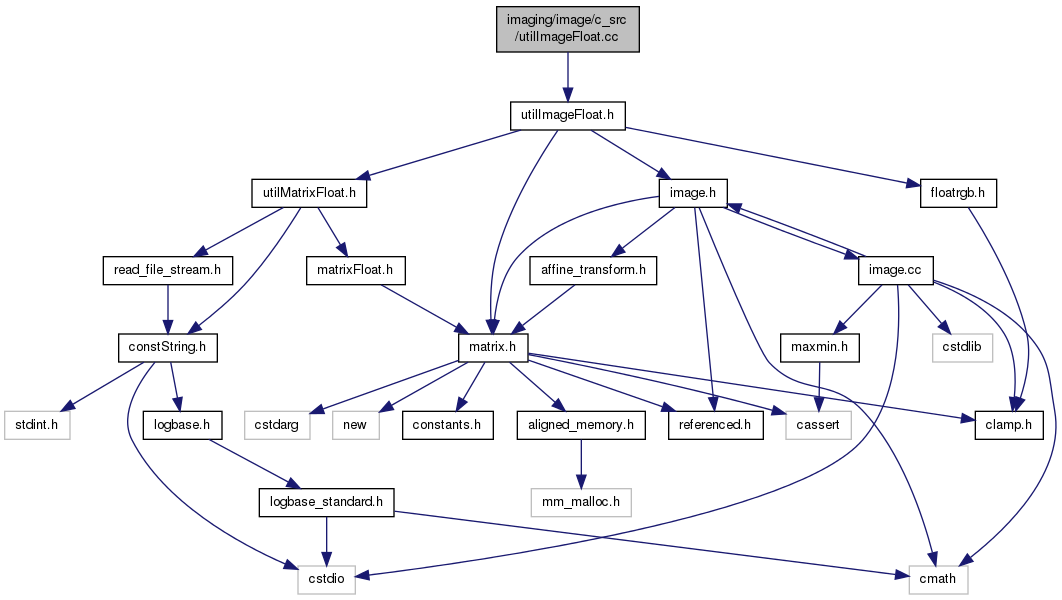 imaging/image/c_src
/utilImageFloat.cc
utilImageFloat.h
utilMatrixFloat.h
image.h
floatrgb.h
read_file_stream.h
matrixFloat.h
affine_transform.h
image.cc
constString.h
matrix.h
maxmin.h
cstdlib
stdint.h
logbase.h
cstdarg
new
constants.h
aligned_memory.h
referenced.h
cassert
clamp.h
logbase_standard.h
mm_malloc.h
cstdio
cmath